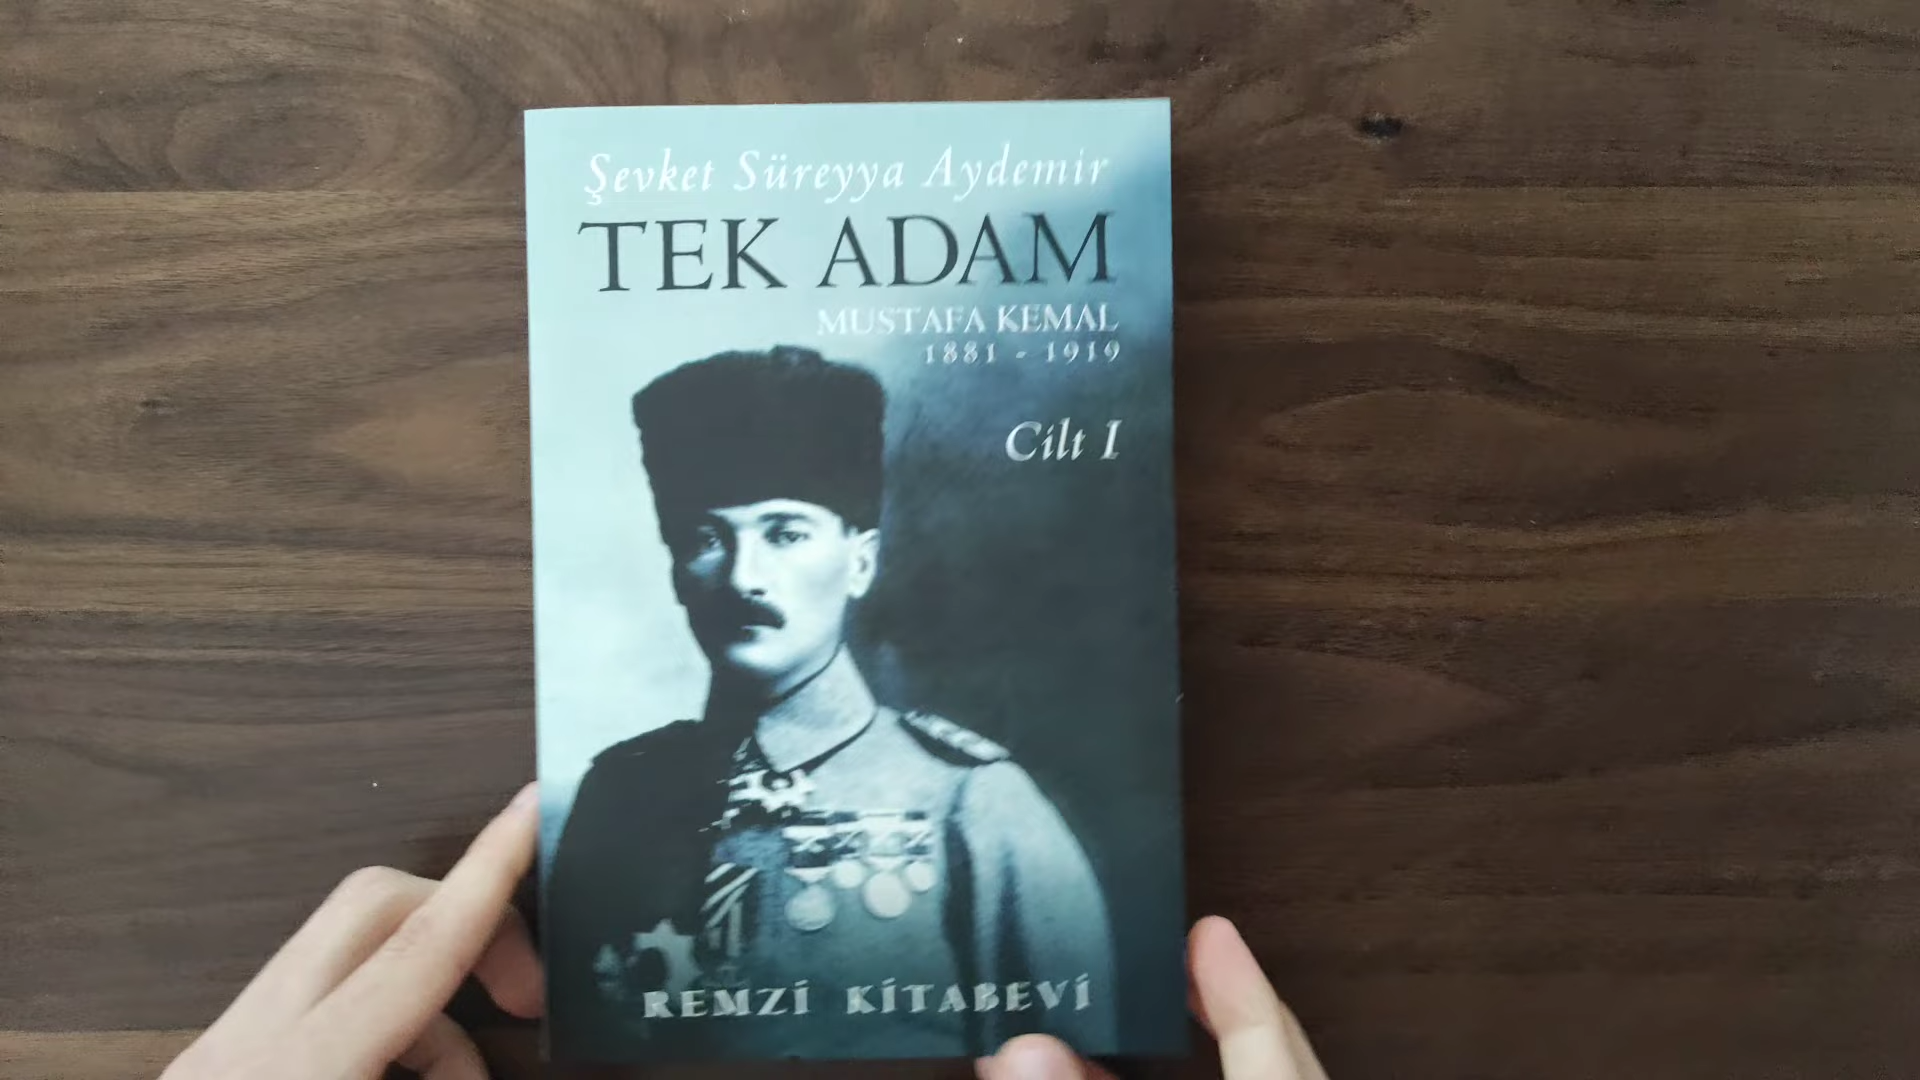 Şevket Süreyya Aydemir
TEK ADAM
MUSTAFA KEMAL
1881 - 1919
Cilt I
REMZİ KİTABEVİ